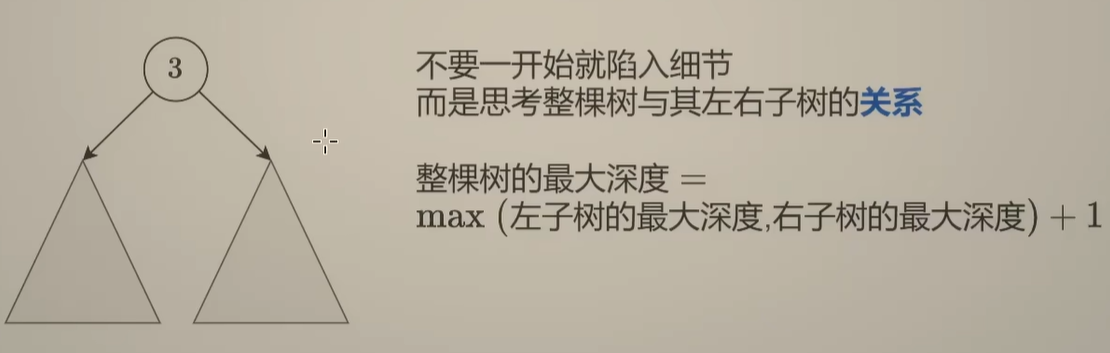 3
不要一开始就陷入细节
而是思考整棵树与其左右子树的关系
整棵树的最大深度 =
max (左子树的最大深度,右子树的最大深度) + 1